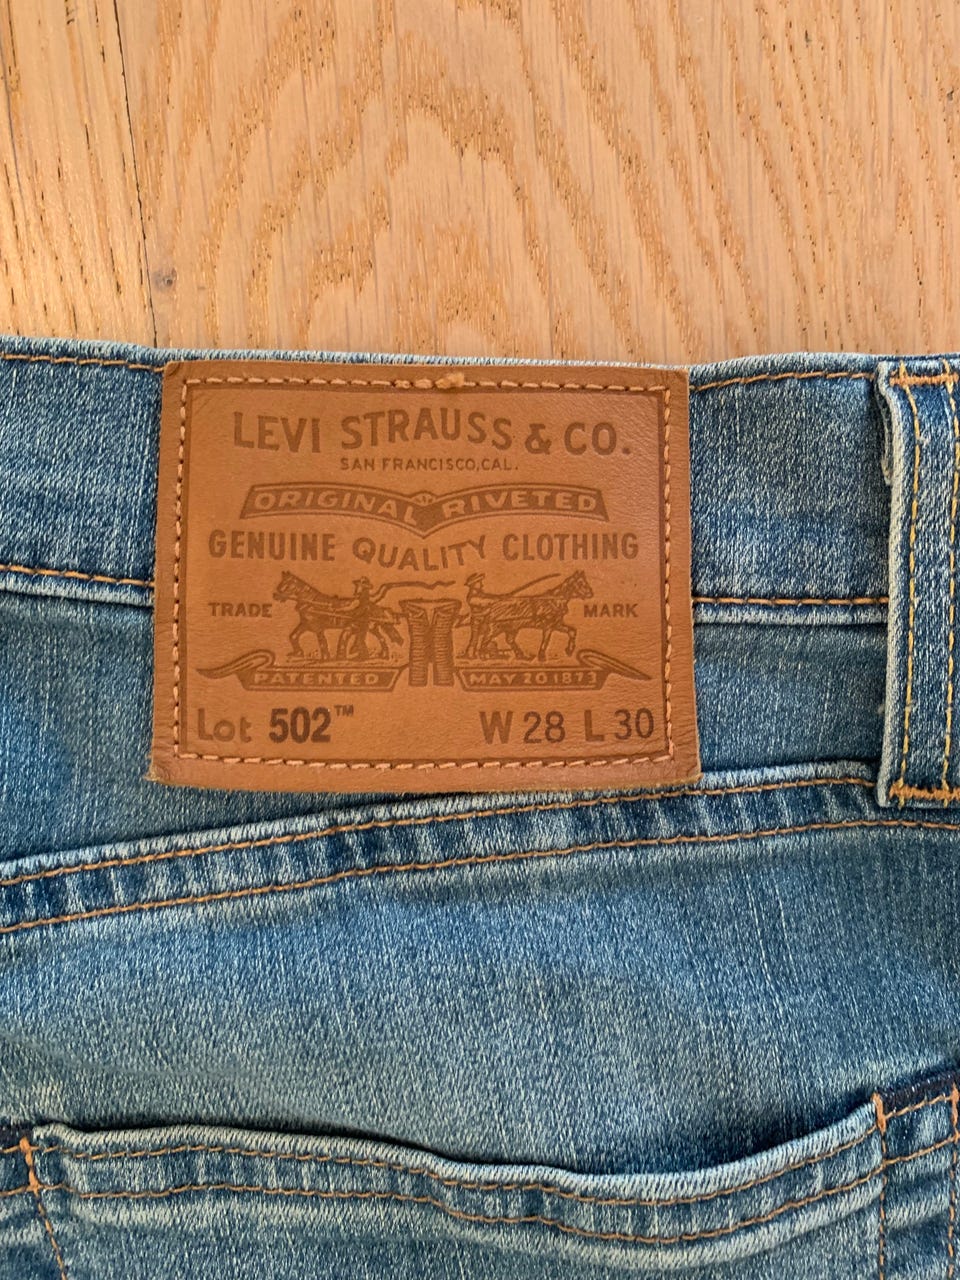 LEVI STRAUSS & CO.
SAN FRANCISCO, CAL.
ORIGINAL RIVETED
GENUINE QUALITY CLOTHING
TRADE MARK
PATENTED MAY 20 1873
Lot 502™ W 28 L 30